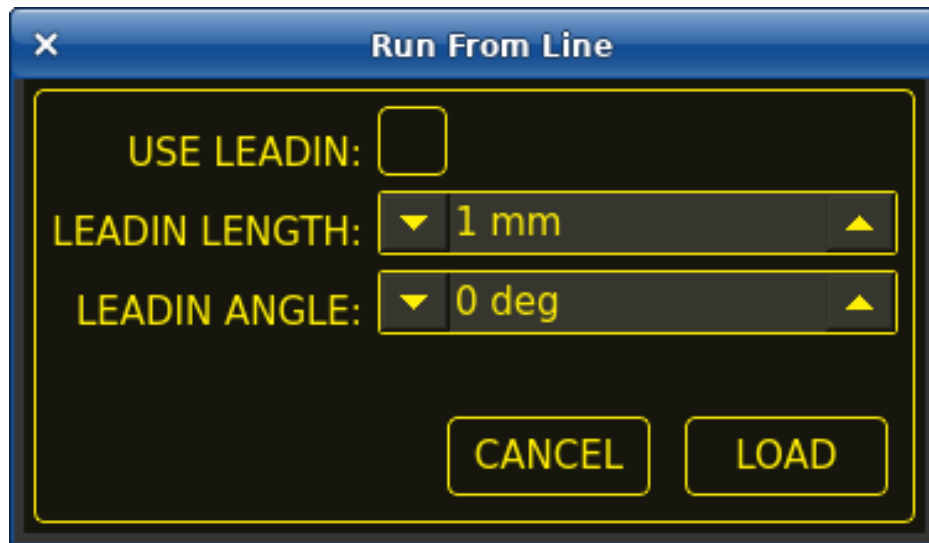 Run From Line
USE LEADIN:
LEADIN LENGTH: 1 mm
LEADIN ANGLE: 0 deg
CANCEL LOAD